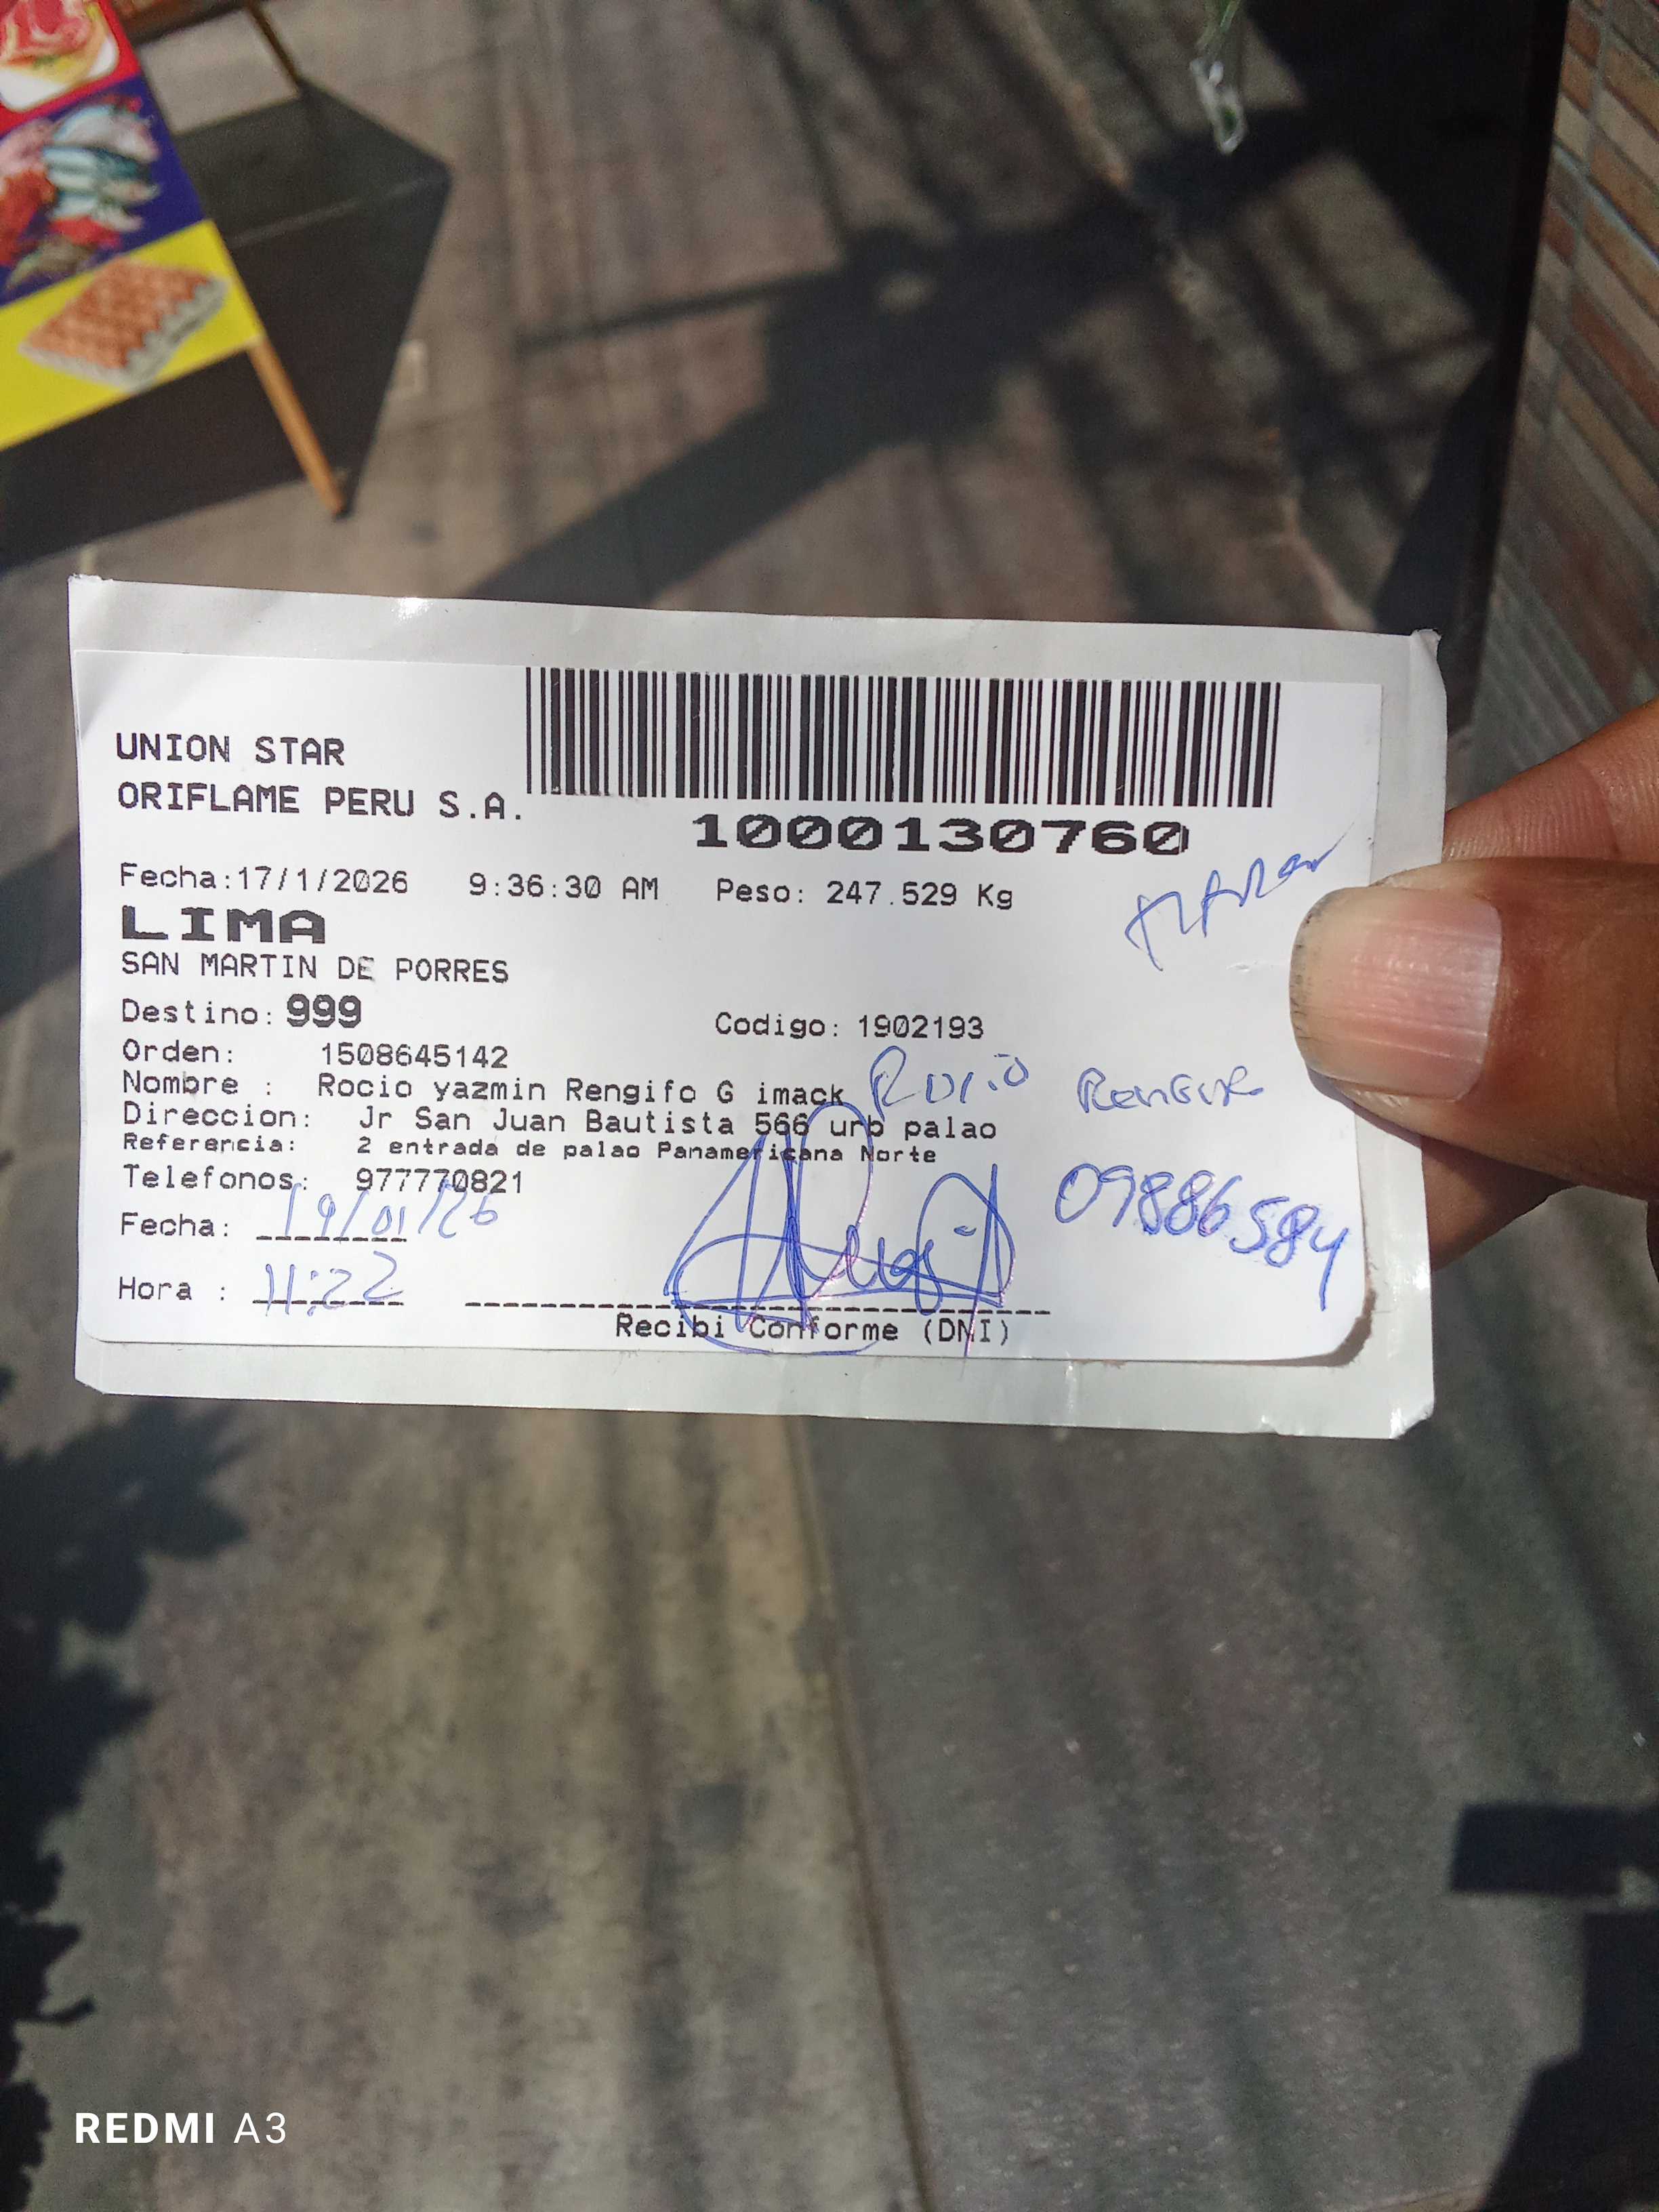 UNION STAR
ORIFLAME PERU S.A.
1000130760
Fecha:17/1/2026 9:36:30 AM Peso: 247.529 Kg
LIMA
SAN MARTIN DE PORRES
Destino: 999 Codigo: 1902193
Orden: 1508645142
Nombre : Rocio yazmin Rengifo G imack Rocio
Direccion: Jr San Juan Bautista 566 urb palao
Referencia: 2 entrada de palao Panamericana Norte
Telefonos: 977770821
09886584
Fecha: 19/01/26
Hora : 11:22
Recibi Conforme (DNI)
REDMI A3